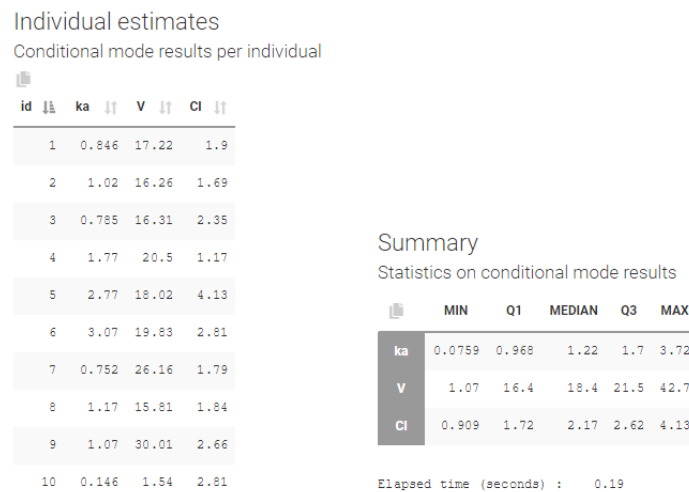 Individual estimates
Conditional mode results per individual
id ka V Cl
1 0.846 17.22 1.9
2 1.02 16.26 1.69
3 0.785 16.31 2.35
4 1.77 20.5 1.17
5 2.77 18.02 4.13
6 3.07 19.83 2.81
7 0.752 26.16 1.79
8 1.17 15.81 1.84
9 1.07 30.01 2.66
10 0.146 1.54 2.81
Summary
Statistics on conditional mode results
MIN Q1 MEDIAN Q3 MAX
ka 0.0759 0.968 1.22 1.7 3.72
V 1.07 16.4 18.4 21.5 42.7
Cl 0.909 1.72 2.17 2.62 4.13
Elapsed time (seconds) : 0.19